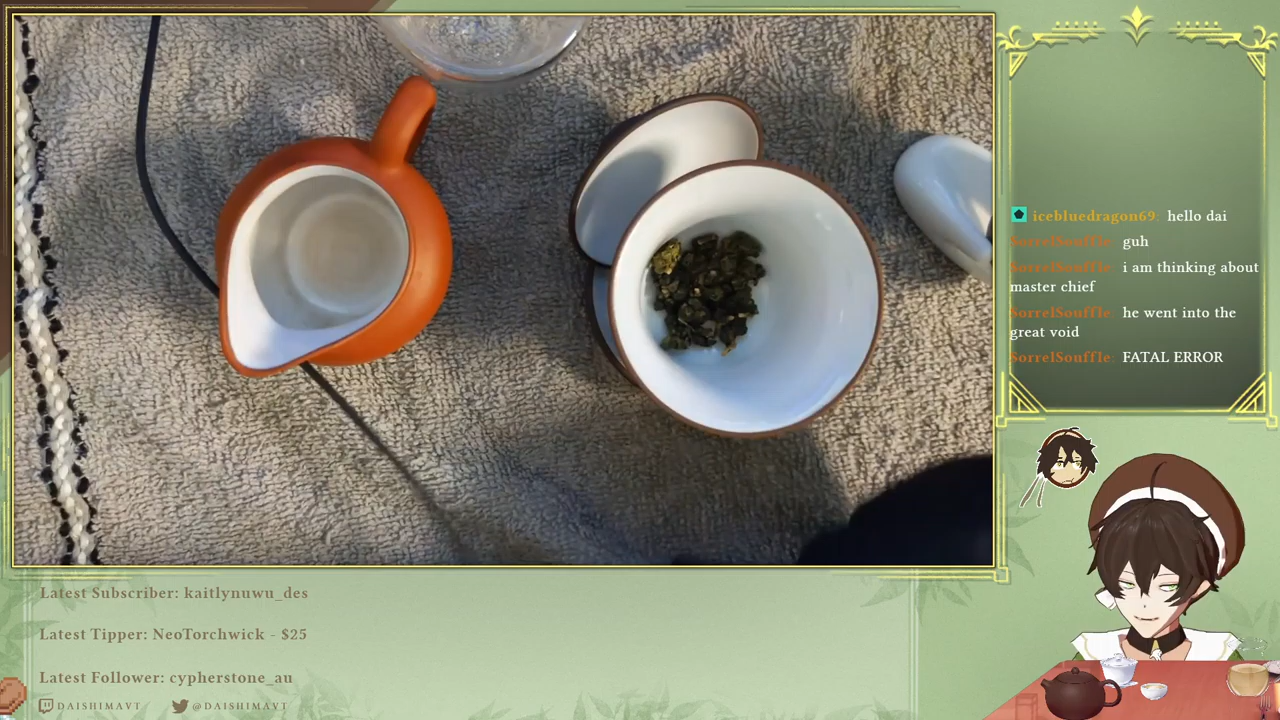 icebluedragon69: hello dai
SorrelSouffle: guh
SorrelSouffle: i am thinking about
master chief
SorrelSouffle: he went into the
great void
SorrelSouffle: FATAL ERROR
Latest Subscriber: kaitlynuwu_des
Latest Tipper: NeoTorchwick - $25
Latest Follower: cypherstone_au
DAISHIMAVT @DAISHIMAVT